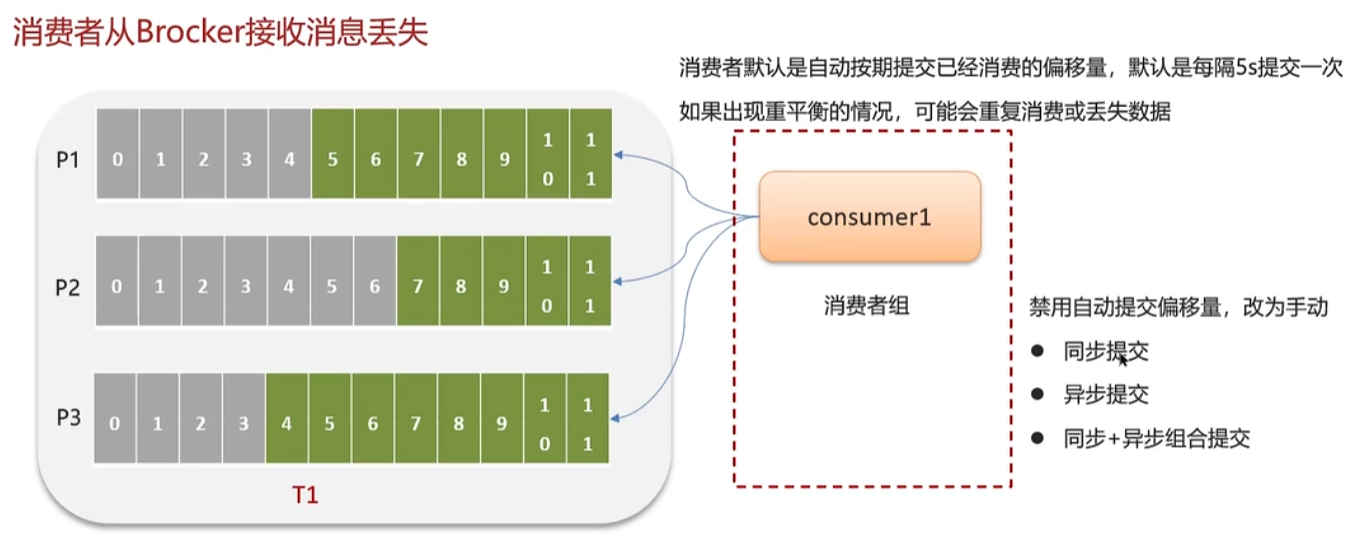 消费者从Brocker接收消息丢失
消费者默认是自动按期提交已经消费的偏移量，默认是每隔5s提交一次
如果出现重平衡的情况，可能会重复消费或丢失数据
P1 0 1 2 3 4 5 6 7 8 9 10 11
consumer1
P2 0 1 2 3 4 5 6 7 8 9 10 11
消费者组
禁用自动提交偏移量，改为手动
● 同步提交
● 异步提交
● 同步+异步组合提交
P3 0 1 2 3 4 5 6 7 8 9 10 11
T1